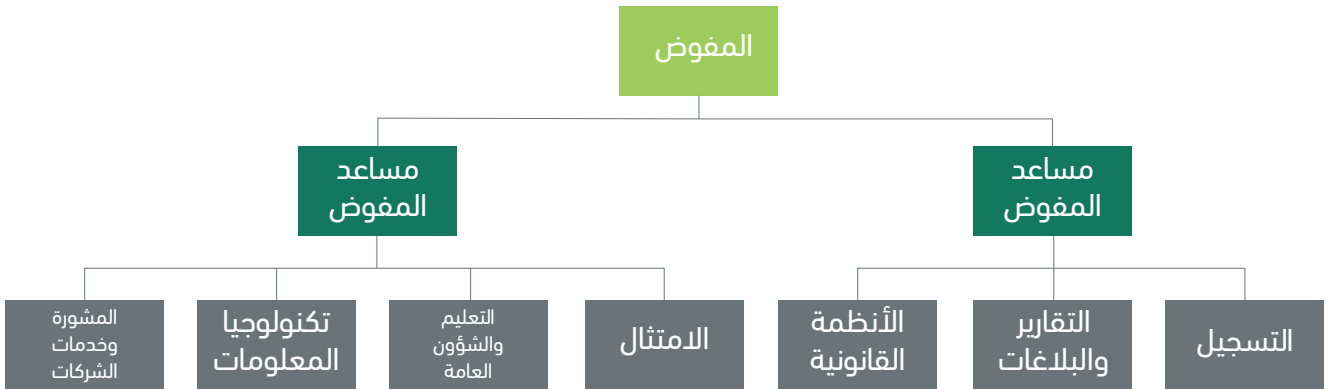 المفوض
مساعد
المفوض
مساعد
المفوض
التسجيل
التقارير
والبلاغات
الأنظمة
القانونية
الامتثال
التعليم
والشؤون
العامة
تكنولوجيا
المعلومات
المشورة
وخدمات
الشركات